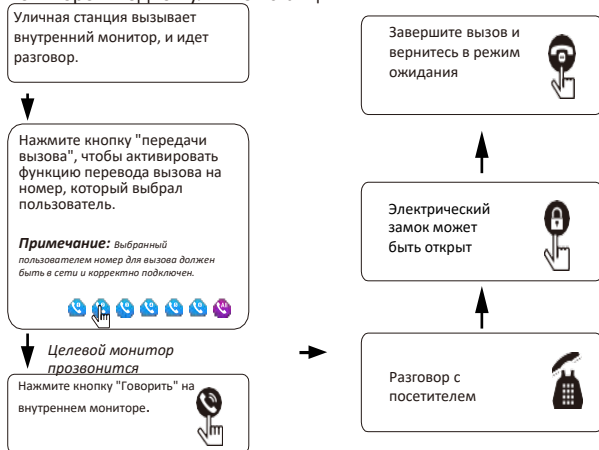 Уличная станция вызывает
внутренний монитор, и идет
разговор.
Нажмите кнопку "передачи
вызова", чтобы активировать
функцию перевода вызова на
номер, который выбрал
пользователь.
Примечание: Выбранный
пользователем номер для вызова должен
быть в сети и корректно подключен.
Целевой монитор
прозвонится
Нажмите кнопку "Говорить" на
внутреннем мониторе.
Завершите вызов и
вернитесь в режим
ожидания
Электрический
замок может
быть открыт
Разговор с
посетителем